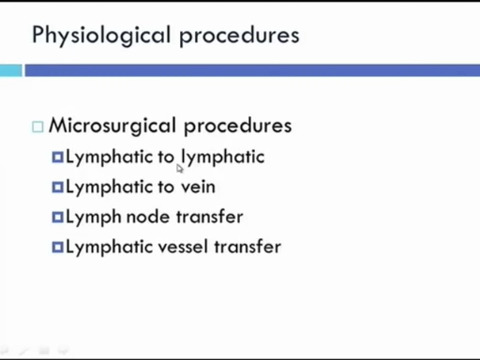 Physiological procedures
Microsurgical procedures
Lymphatic to lymphatic
Lymphatic to vein
Lymph node transfer
Lymphatic vessel transfer